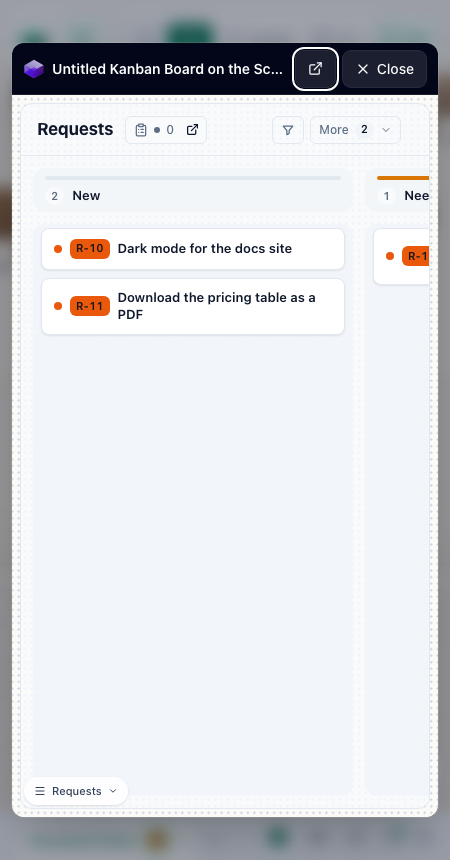 Untitled Kanban Board on the Sc...
Close
Requests
0
More 2
2 New
1 Nee
R-10 Dark mode for the docs site
R-1
R-11 Download the pricing table as a
PDF
Requests